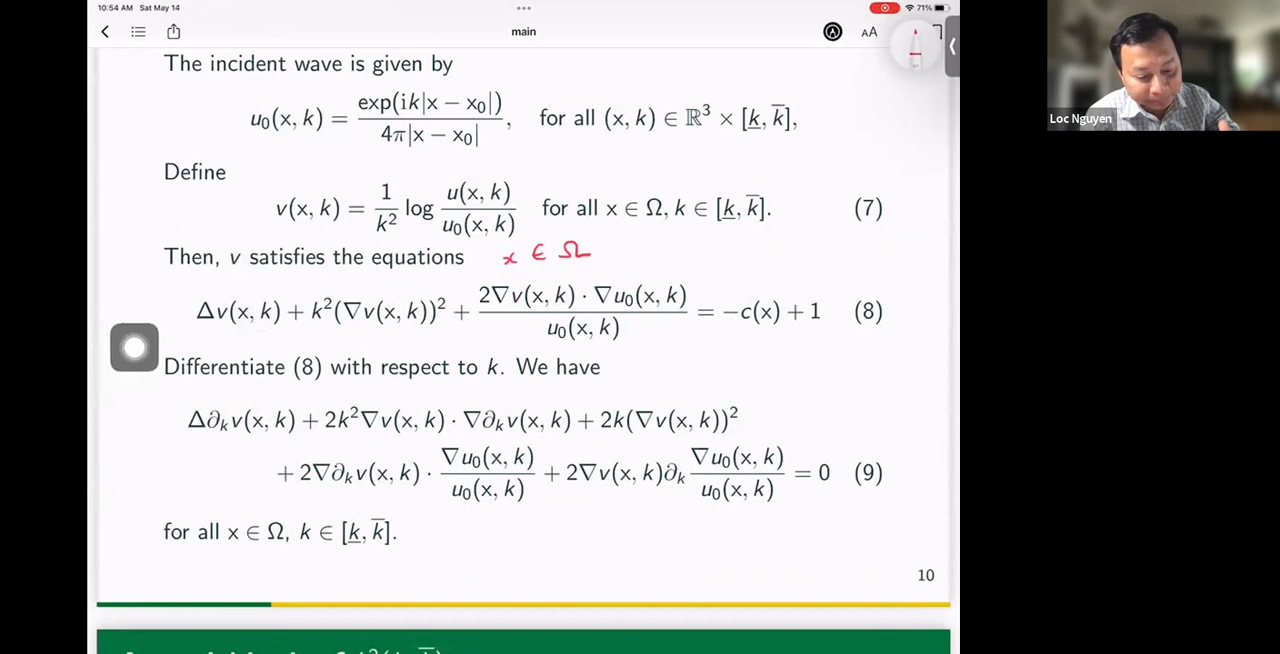 10:54 AM Sat May 14
71%
main
AA
The incident wave is given by
u₀(x, k) = exp(ik|x − x₀|) / 4π|x − x₀|, for all (x, k) ∈ ℝ³ × [k̲, k̅],
Define
v(x, k) = 1/k² log u(x, k)/u₀(x, k) for all x ∈ Ω, k ∈ [k̲, k̅]. (7)
Then, v satisfies the equations x ∈ Ω
Δv(x, k) + k²(∇v(x, k))² + 2∇v(x, k) · ∇u₀(x, k) / u₀(x, k) = −c(x) + 1 (8)
Differentiate (8) with respect to k. We have
Δ∂ₖv(x, k) + 2k²∇v(x, k) · ∇∂ₖv(x, k) + 2k(∇v(x, k))²
+ 2∇∂ₖv(x, k) · ∇u₀(x, k)/u₀(x, k) + 2∇v(x, k)∂ₖ ∇u₀(x, k)/u₀(x, k) = 0 (9)
for all x ∈ Ω, k ∈ [k̲, k̅].
10
Loc Nguyen